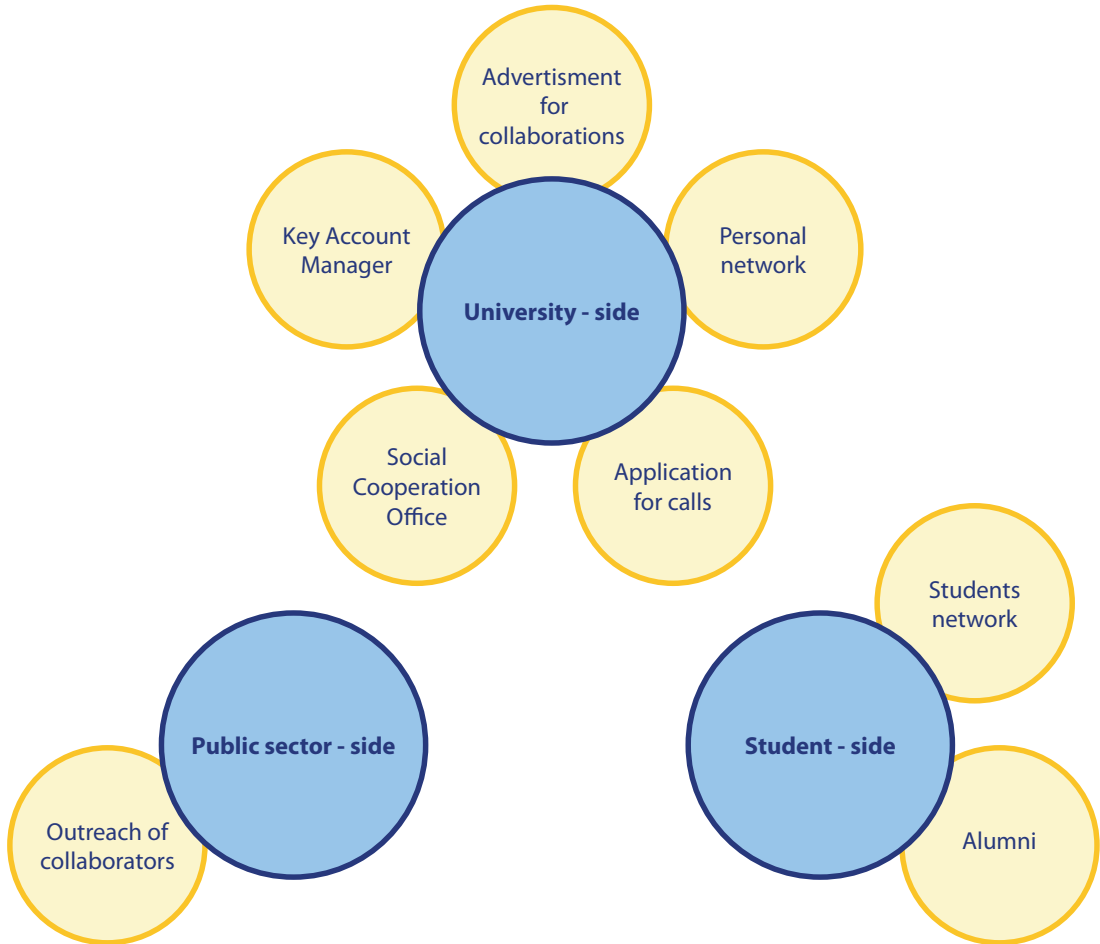 Advertisment
for
collaborations
Key Account
Manager
Personal
network
University - side
Social
Cooperation
Office
Application
for calls
Students
network
Public sector - side
Student - side
Outreach of
collaborators
Alumni